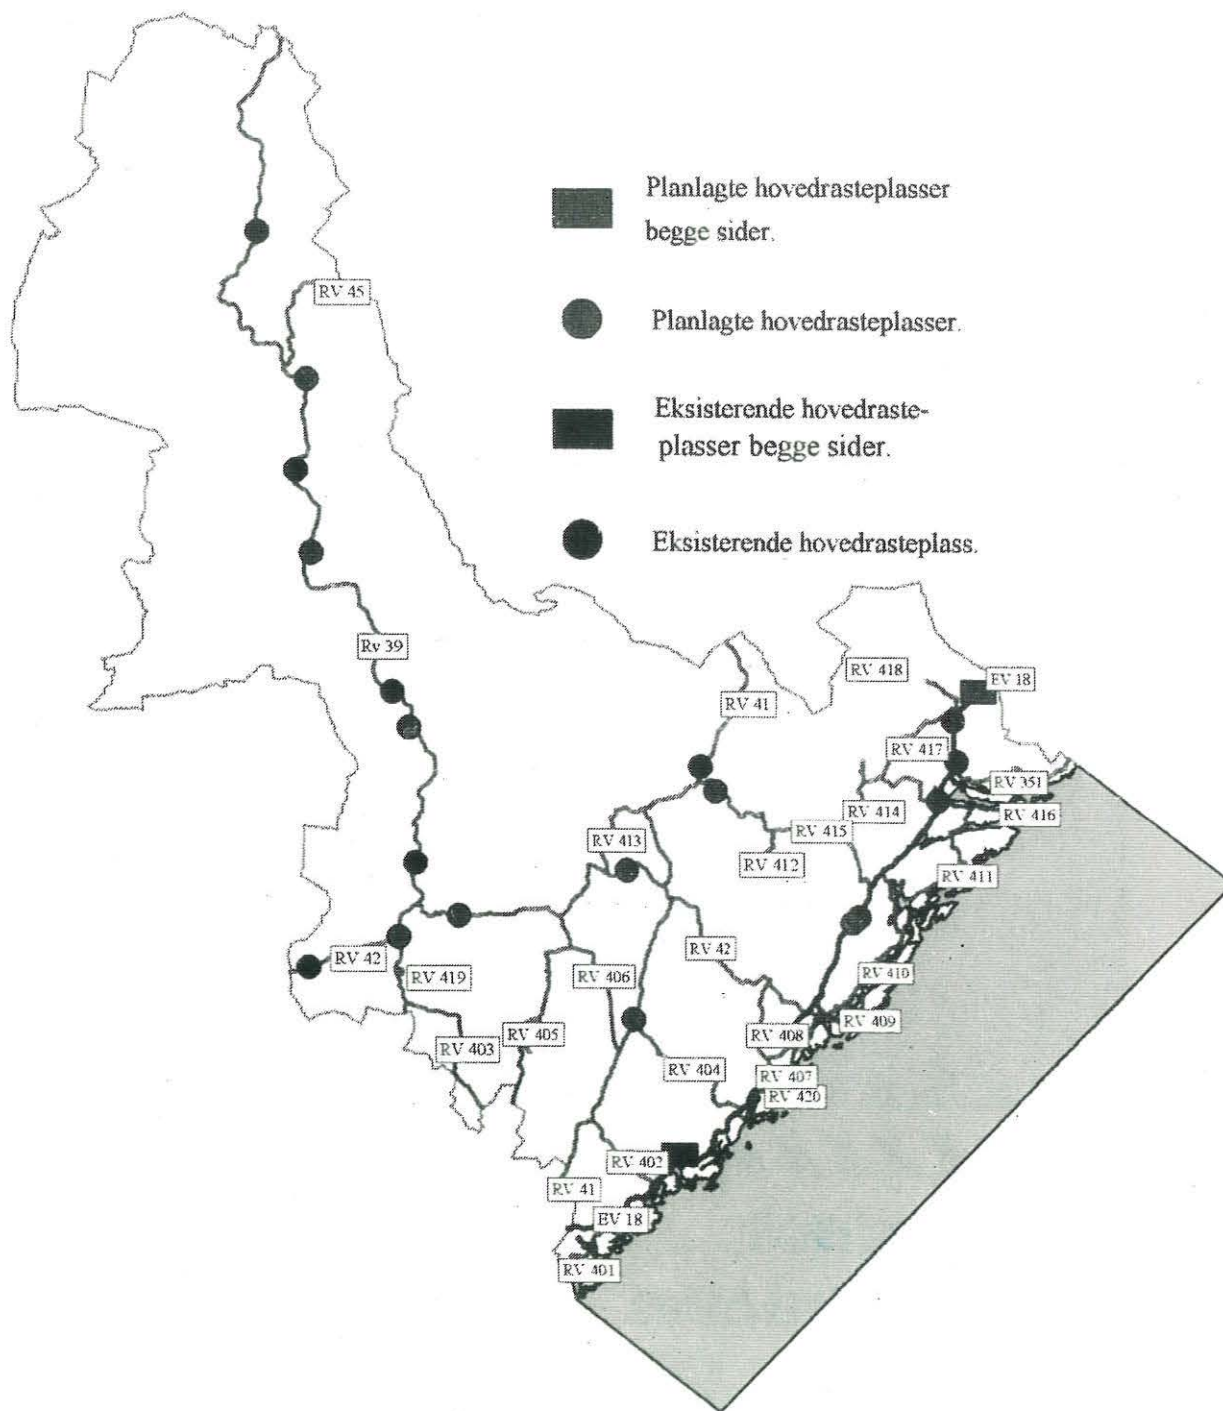 Planlagte hovedrasteplasser
begge sider.
RV 45
Planlagte hovedrasteplasser.
Eksisterende hovedraste-
plasser begge sider.
Eksisterende hovedrasteplass.
Rv 39
RV 418
EV 18
RV 41
RV 417
RV 351
RV 414
RV 416
RV 415
RV 413
RV 412
RV 411
RV 42
RV 42
RV 419
RV 406
RV 410
RV 409
RV 405
RV 408
RV 403
RV 404
RV 407
RV 420
RV 402
RV 41
EV 18
RV 401